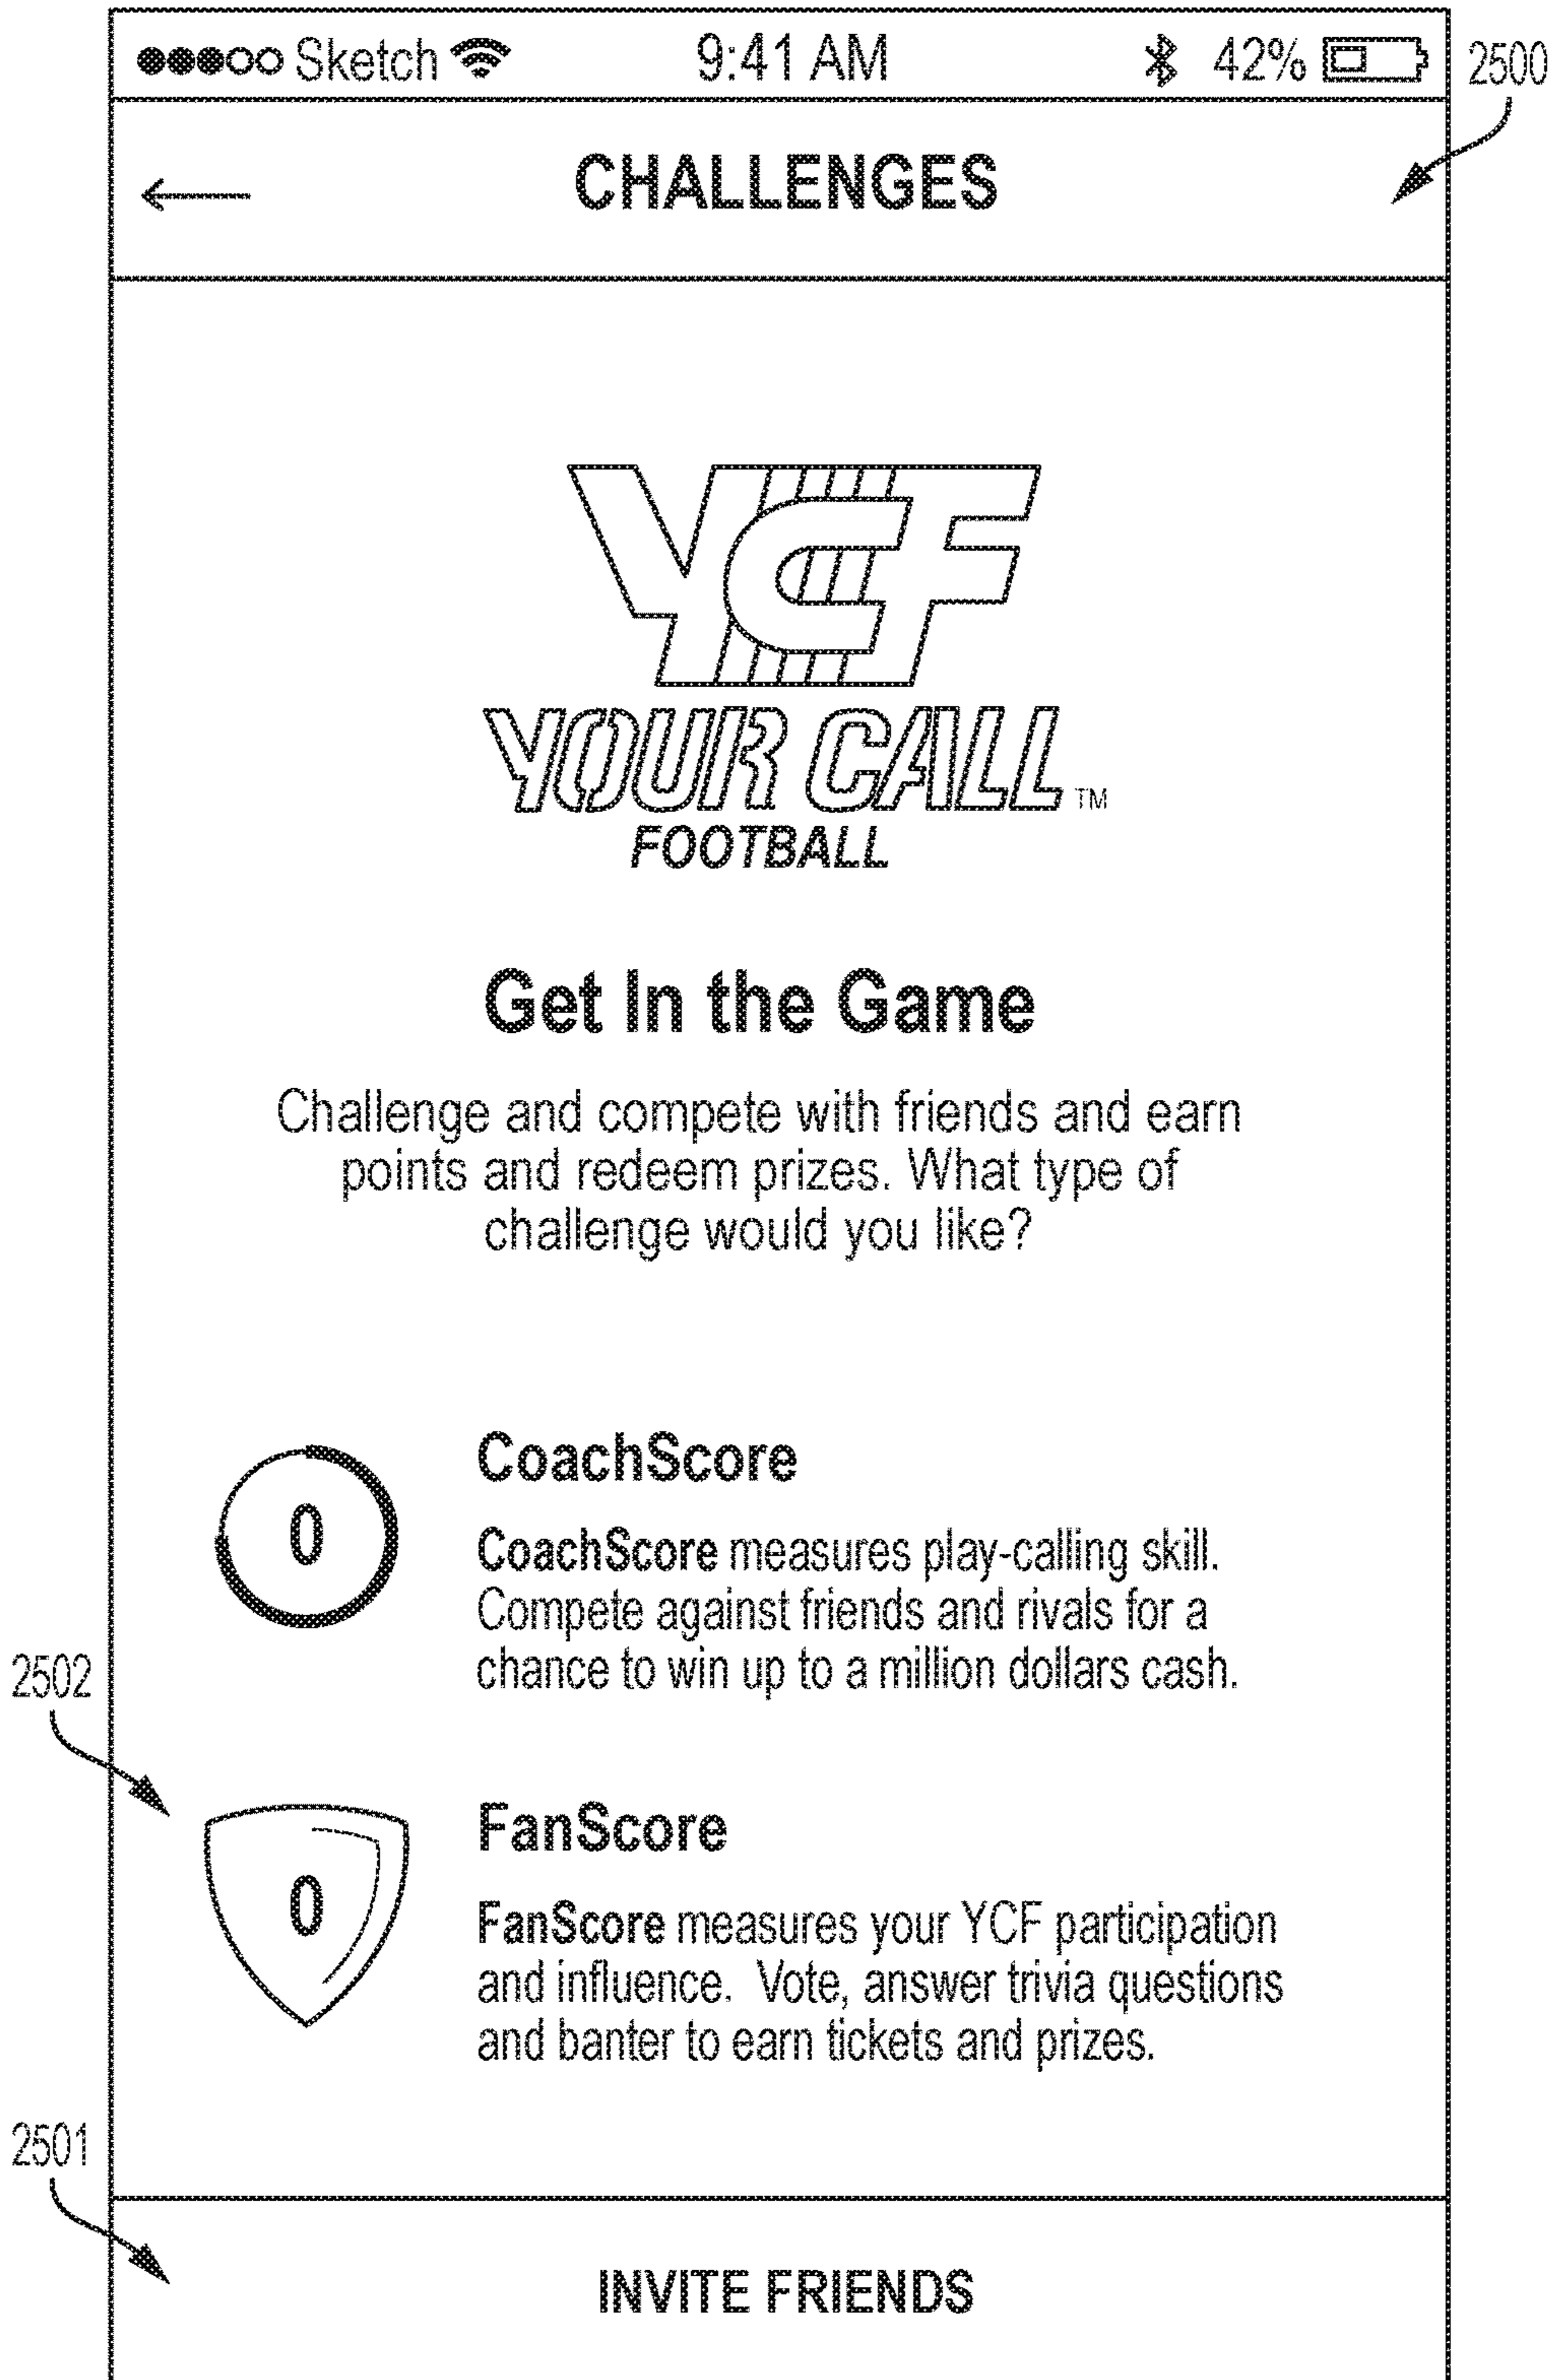 Sketch 9:41 AM 42%
2500
CHALLENGES
YCF
YOUR CALL TM
FOOTBALL
Get In the Game
Challenge and compete with friends and earn
points and redeem prizes. What type of
challenge would you like?
0
CoachScore
CoachScore measures play-calling skill.
Compete against friends and rivals for a
chance to win up to a million dollars cash.
2502
0
FanScore
FanScore measures your YCF participation
and influence.  Vote, answer trivia questions
and banter to earn tickets and prizes.
2501
INVITE FRIENDS